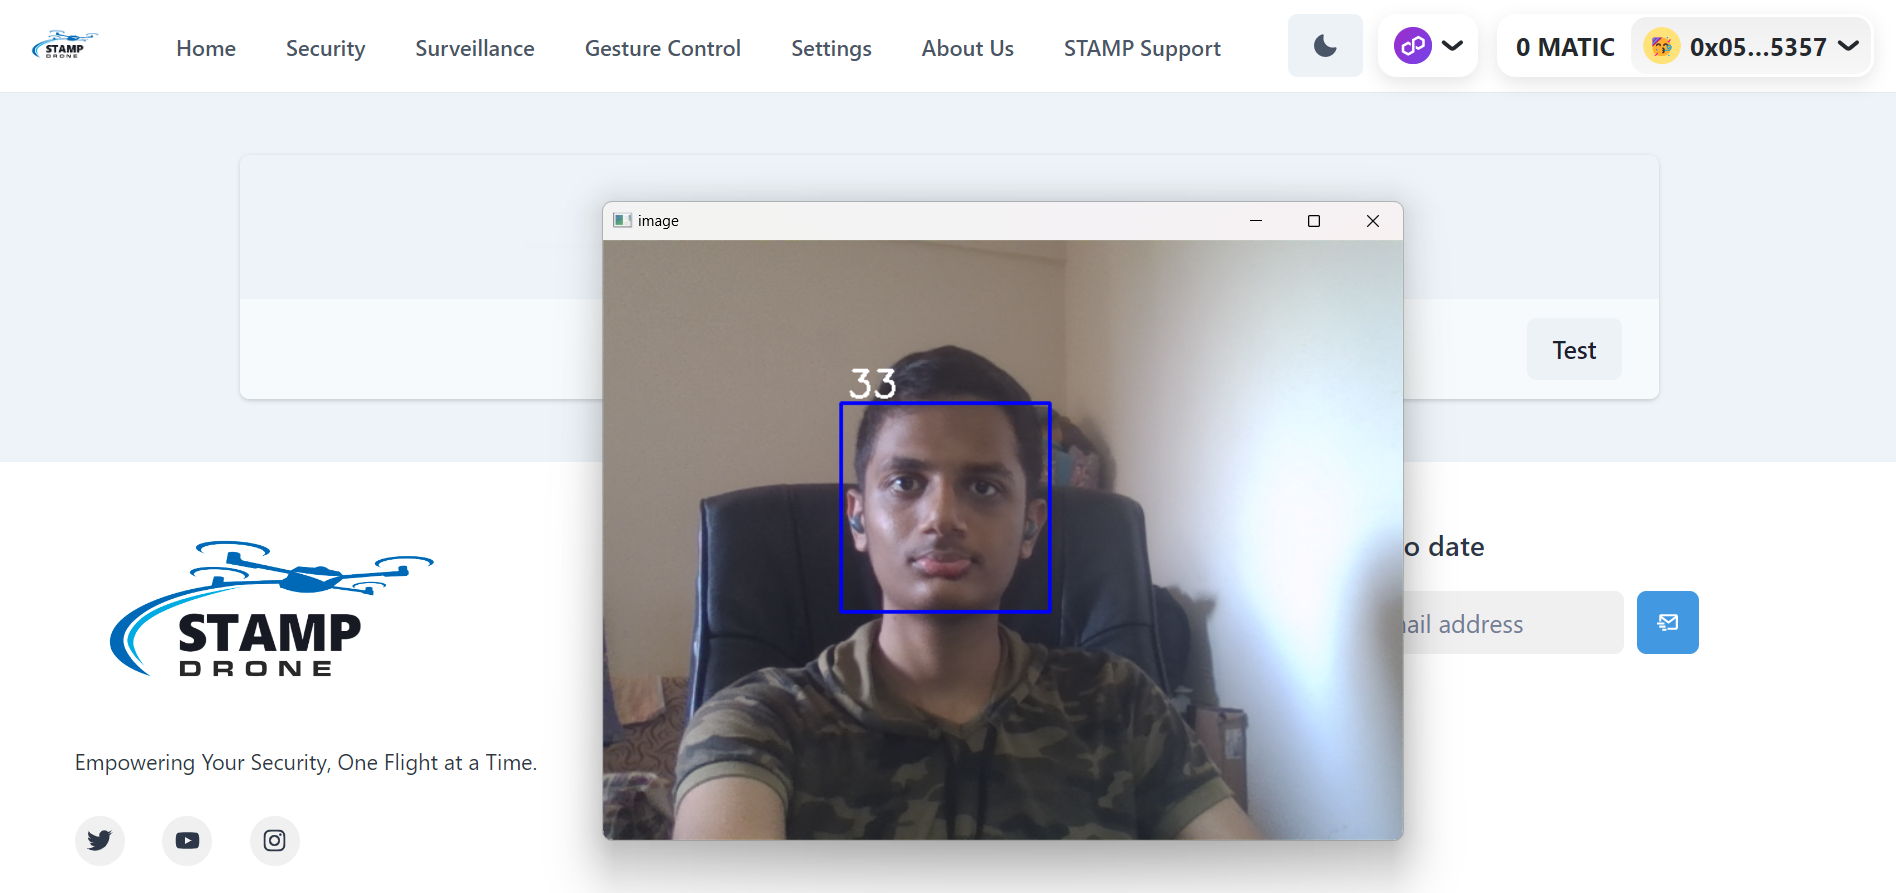 STAMP
DRONE
Home
Security
Surveillance
Gesture Control
Settings
About Us
STAMP Support
0 MATIC
0x05...5357
image
33
Test
STAMP
DRONE
Empowering Your Security, One Flight at a Time.
date
address